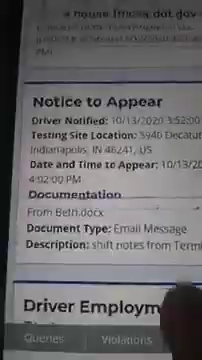 a house.fmcsa.dot.gov
Notice to Appear
Driver Notified: 10/13/2020 3:52:00
Testing Site Location: 5940 Decatur
Indianapolis, IN 46241, US
Date and Time to Appear: 10/13/20
4:02:00 PM
Documentation
From Beth.docx
Document Type: Email Message
Description: shift notes from Term
Driver Employm
Queries
Violations